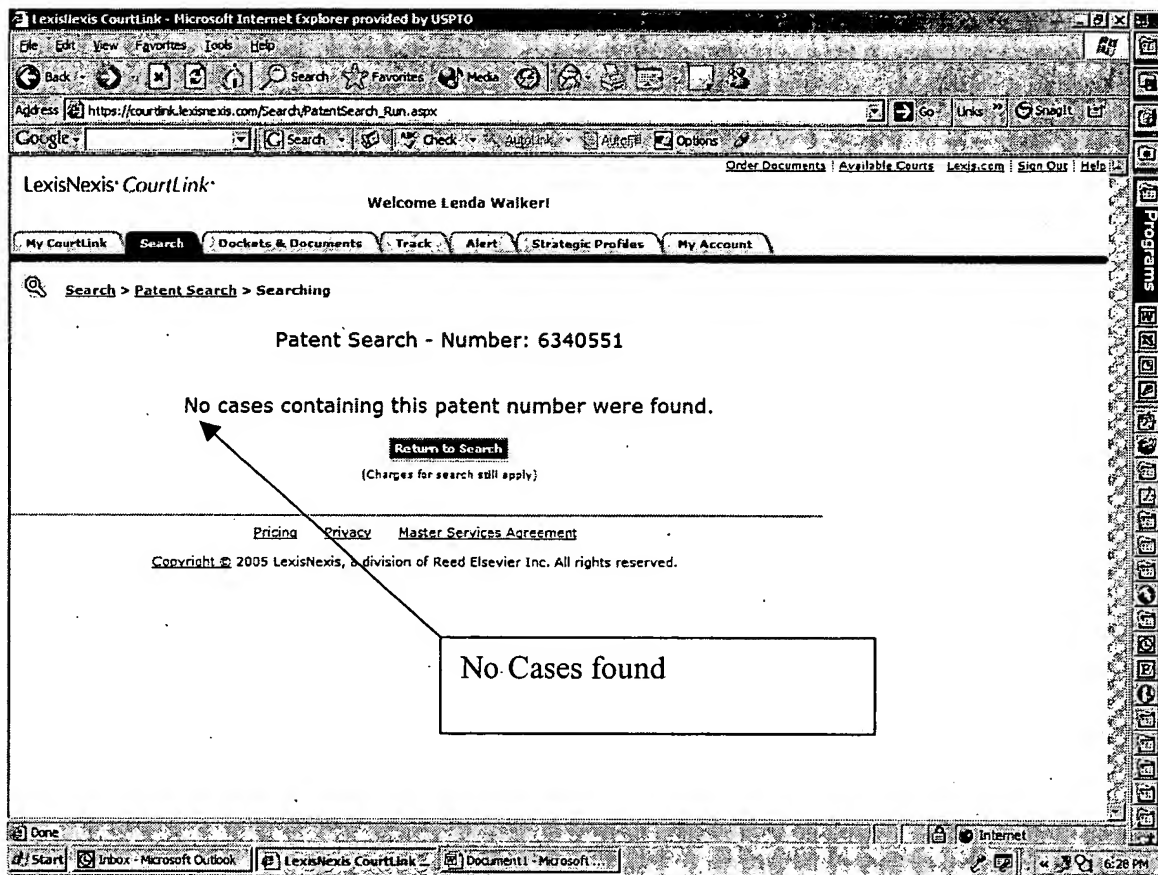 LexisNexis CourtLink - Microsoft Internet Explorer provided by USPTO
File Edit View Favorites Tools Help
Back Search Favorites Media
Address https://courtlink.lexisnexis.com/Search/PatentSearch_Run.aspx Go Links » SnagIt
Google Search Check AutoLink AutoFill Options
Order Documents | Available Courts Lexis.com | Sign Out | Help
LexisNexis CourtLink
Welcome Lenda Walker!
My CourtLink Search Dockets & Documents Track Alert Strategic Profiles My Account
Search > Patent Search > Searching
Patent Search - Number: 6340551
No cases containing this patent number were found.
Return to Search
(Charges for search still apply)
Pricing Privacy Master Services Agreement
Copyright © 2005 LexisNexis, a division of Reed Elsevier Inc. All rights reserved.
No Cases found
Programs
Done Internet
Start Inbox - Microsoft Outlook LexisNexis CourtLink Document1 - Microsoft ... « 6:28 PM